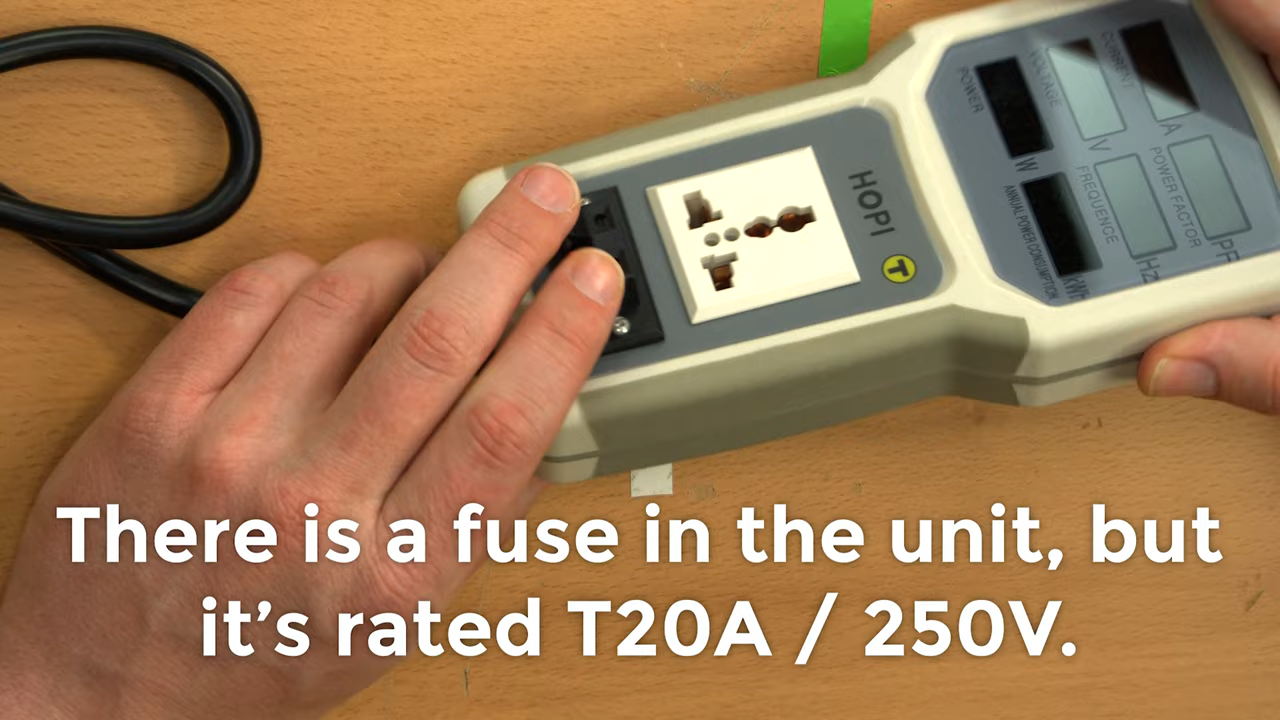 CURRENT
A
VOLTAGE
V
POWER
W
POWER FACTOR
PF
FREQUENCY
Hz
ANNUAL POWER CONSUMPTION
kWh
HOPI
T
There is a fuse in the unit, but
it’s rated T20A / 250V.